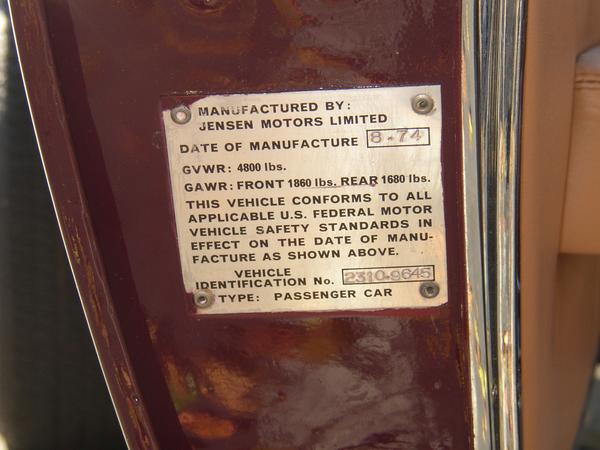 MANUFACTURED BY:
JENSEN MOTORS LIMITED
DATE OF MANUFACTURE 8-74
GVWR: 4800 lbs.
GAWR: FRONT 1860 lbs. REAR 1680 lbs.
THIS VEHICLE CONFORMS TO ALL
APPLICABLE U.S. FEDERAL MOTOR
VEHICLE SAFETY STANDARDS IN
EFFECT ON THE DATE OF MANU-
FACTURE AS SHOWN ABOVE.
VEHICLE
IDENTIFICATION No. 2310-9645
TYPE: PASSENGER CAR